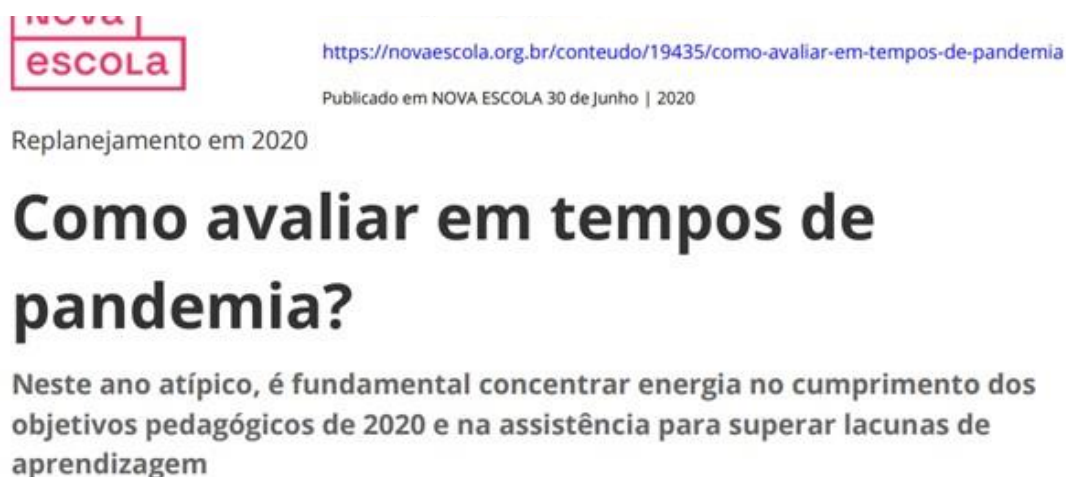 escola
https://novaescola.org.br/conteudo/19435/como-avaliar-em-tempos-de-pandemia
Publicado em NOVA ESCOLA 30 de Junho | 2020
Replanejamento em 2020
Como avaliar em tempos de
pandemia?
Neste ano atípico, é fundamental concentrar energia no cumprimento dos
objetivos pedagógicos de 2020 e na assistência para superar lacunas de
aprendizagem